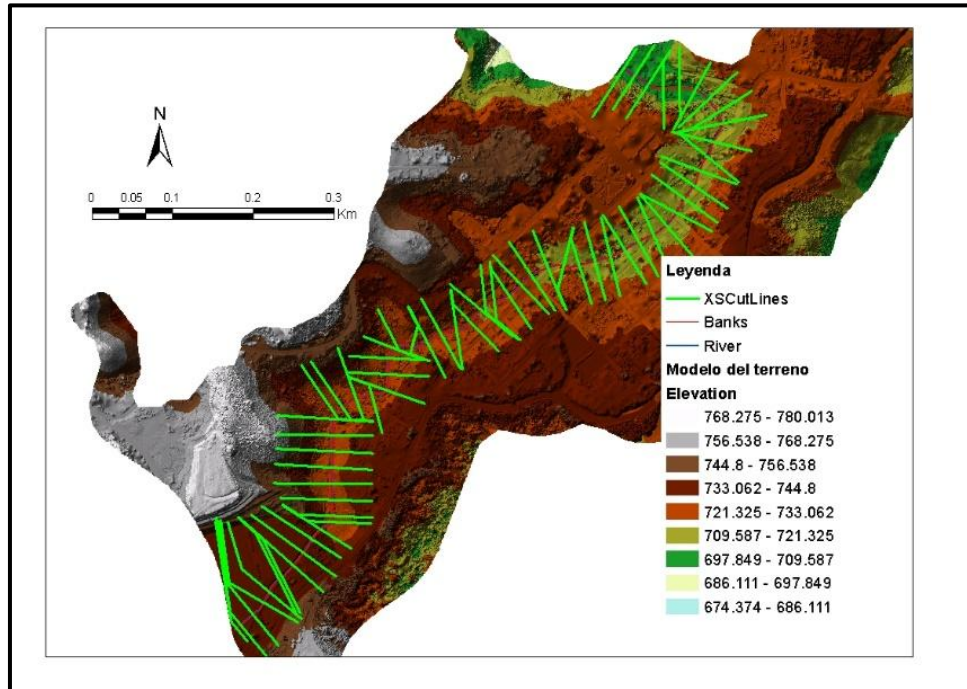 N
0 0.05 0.1 0.2 0.3
Km
Leyenda
XSCutLines
Banks
River
Modelo del terreno
Elevation
768.275 - 780.013
756.538 - 768.275
744.8 - 756.538
733.062 - 744.8
721.325 - 733.062
709.587 - 721.325
697.849 - 709.587
686.111 - 697.849
674.374 - 686.111